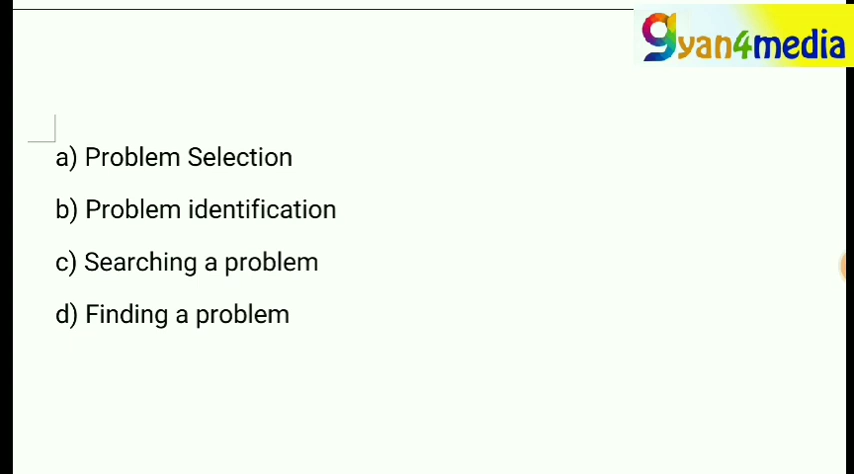 gyan4media
a) Problem Selection
b) Problem identification
c) Searching a problem
d) Finding a problem